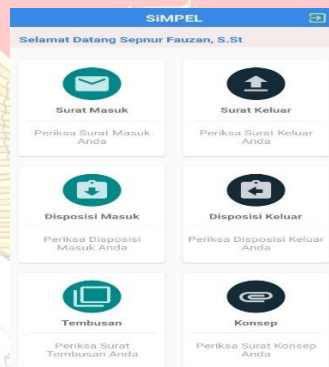 SiMPEL
Selamat Datang Sepnur Fauzan, S.St
Surat Masuk
Surat Keluar
Periksa Surat Masuk
Anda
Periksa Surat Keluar
Anda
Disposisi Masuk
Disposisi Keluar
Periksa Disposisi
Masuk Anda
Periksa Disposisi Keluar
Anda
Tembusan
Konsep
Periksa Surat
Tembusan Anda
Periksa Surat Konsep
Anda